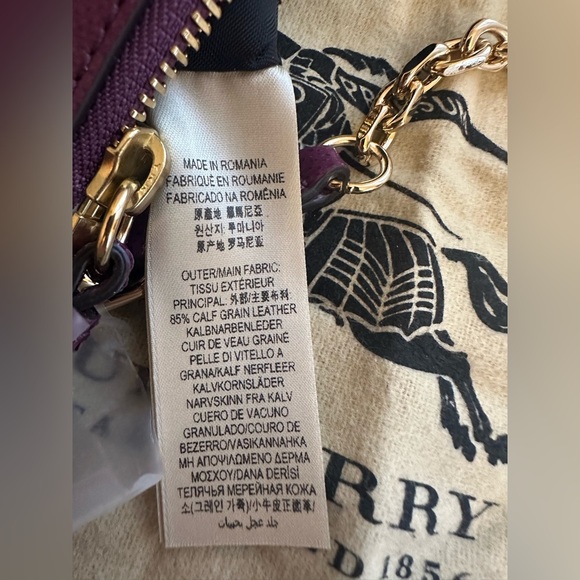 MADE IN ROMANIA
FABRIQUÉ EN ROUMANIE
FABRICADO NA ROMÉNIA
原產地 羅馬尼亞
원산지: 루마니아
原产地 罗马尼亚
OUTER/MAIN FABRIC:
TISSU EXTÉRIEUR
PRINCIPAL: 外部/主要布料:
85% CALF GRAIN LEATHER
KALBNARBENLEDER
CUIR DE VEAU GRAINÉ
PELLE DI VITELLO A
GRANA/KALF NERFLEER
KALVKORNSLÄDER
NARVSKINN FRA KALV
CUERO DE VACUNO
GRANULADO/COURO DE
BEZERRO/VASIKANNAHKA
ΜΗ ΑΠΟΨΙΛΩΜΕΝΟ ΔΕΡΜΑ
ΜΟΣΧΟΥ/DANA DERİSİ
ТЕЛЯЧЬЯ МЕРЕЙНАЯ КОЖА
소(그레인 가죽)/小牛皮正面革/
جلد عجل بحبيبات
RRY
D 1856